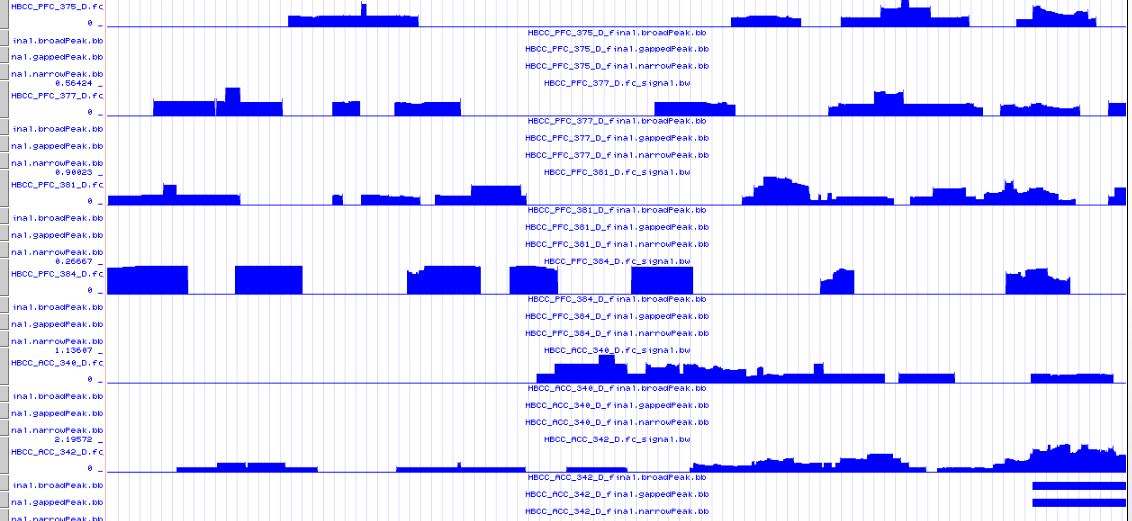 HBCC_PFC_375_D.fc
0 _
HBCC_PFC_375_D_final.broadPeak.bb
inal.broadPeak.bb
HBCC_PFC_375_D_final.gappedPeak.bb
nal.gappedPeak.bb
HBCC_PFC_375_D_final.narrowPeak.bb
nal.narrowPeak.bb
0.56424 _ HBCC_PFC_377_D.fc_signal.bw
HBCC_PFC_377_D.fc
0 _
HBCC_PFC_377_D_final.broadPeak.bb
inal.broadPeak.bb
HBCC_PFC_377_D_final.gappedPeak.bb
nal.gappedPeak.bb
HBCC_PFC_377_D_final.narrowPeak.bb
nal.narrowPeak.bb
0.90023 _ HBCC_PFC_381_D.fc_signal.bw
HBCC_PFC_381_D.fc
0 _
HBCC_PFC_381_D_final.broadPeak.bb
inal.broadPeak.bb
HBCC_PFC_381_D_final.gappedPeak.bb
nal.gappedPeak.bb
HBCC_PFC_381_D_final.narrowPeak.bb
nal.narrowPeak.bb
0.26667 _ HBCC_PFC_384_D.fc_signal.bw
HBCC_PFC_384_D.fc
0 _
HBCC_PFC_384_D_final.broadPeak.bb
inal.broadPeak.bb
HBCC_PFC_384_D_final.gappedPeak.bb
nal.gappedPeak.bb
HBCC_PFC_384_D_final.narrowPeak.bb
nal.narrowPeak.bb
1.13607 _ HBCC_ACC_340_D.fc_signal.bw
HBCC_ACC_340_D.fc
0 _
HBCC_ACC_340_D_final.broadPeak.bb
inal.broadPeak.bb
HBCC_ACC_340_D_final.gappedPeak.bb
nal.gappedPeak.bb
HBCC_ACC_340_D_final.narrowPeak.bb
nal.narrowPeak.bb
2.19572 _ HBCC_ACC_342_D.fc_signal.bw
HBCC_ACC_342_D.fc
0 _
HBCC_ACC_342_D_final.broadPeak.bb
inal.broadPeak.bb
HBCC_ACC_342_D_final.gappedPeak.bb
nal.gappedPeak.bb
HBCC_ACC_342_D_final.narrowPeak.bb
nal.narrowPeak.bb